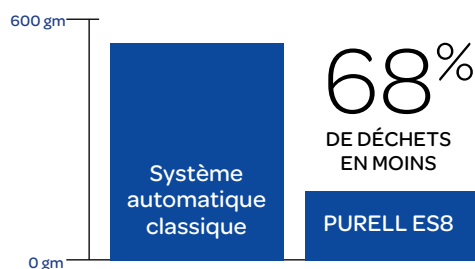 600 gm
68%
DE DÉCHETS
EN MOINS
Système
automatique
classique
PURELL ES8
0 gm